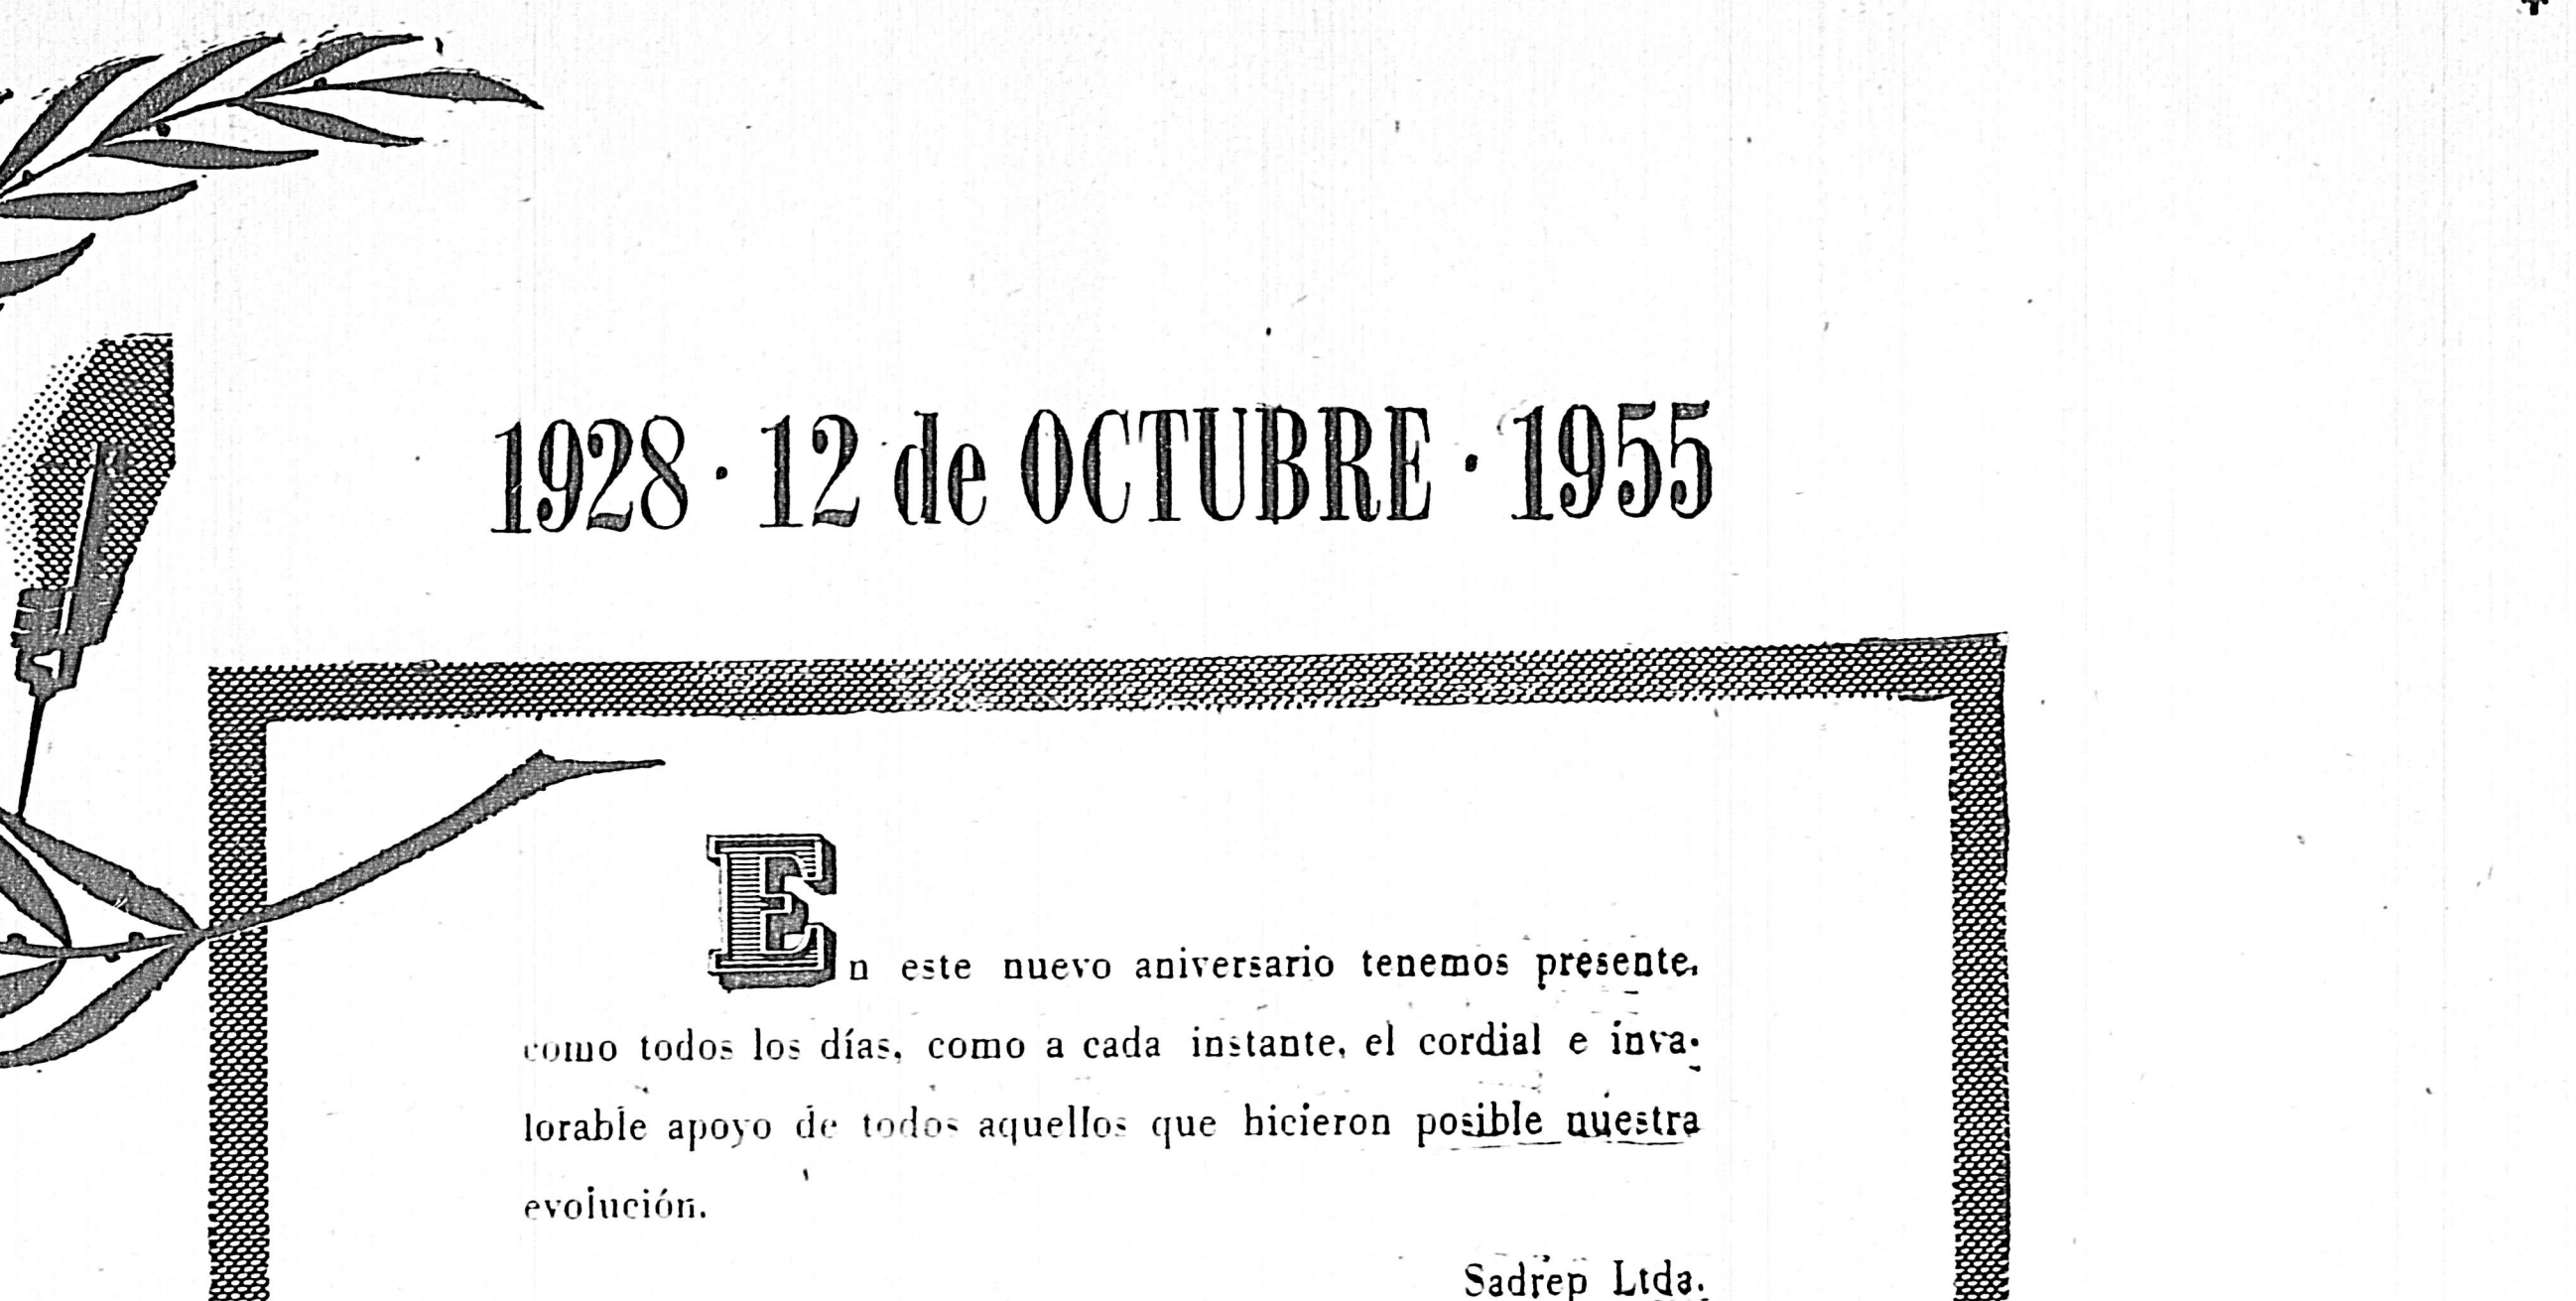 1928 · 12 de OCTUBRE · 1955
En este nuevo aniversario tenemos presente,
como todos los días, como a cada instante, el cordial e inva-
lorable apoyo de todos aquellos que hicieron posible nuestra
evolución.
Sadrep Ltda.